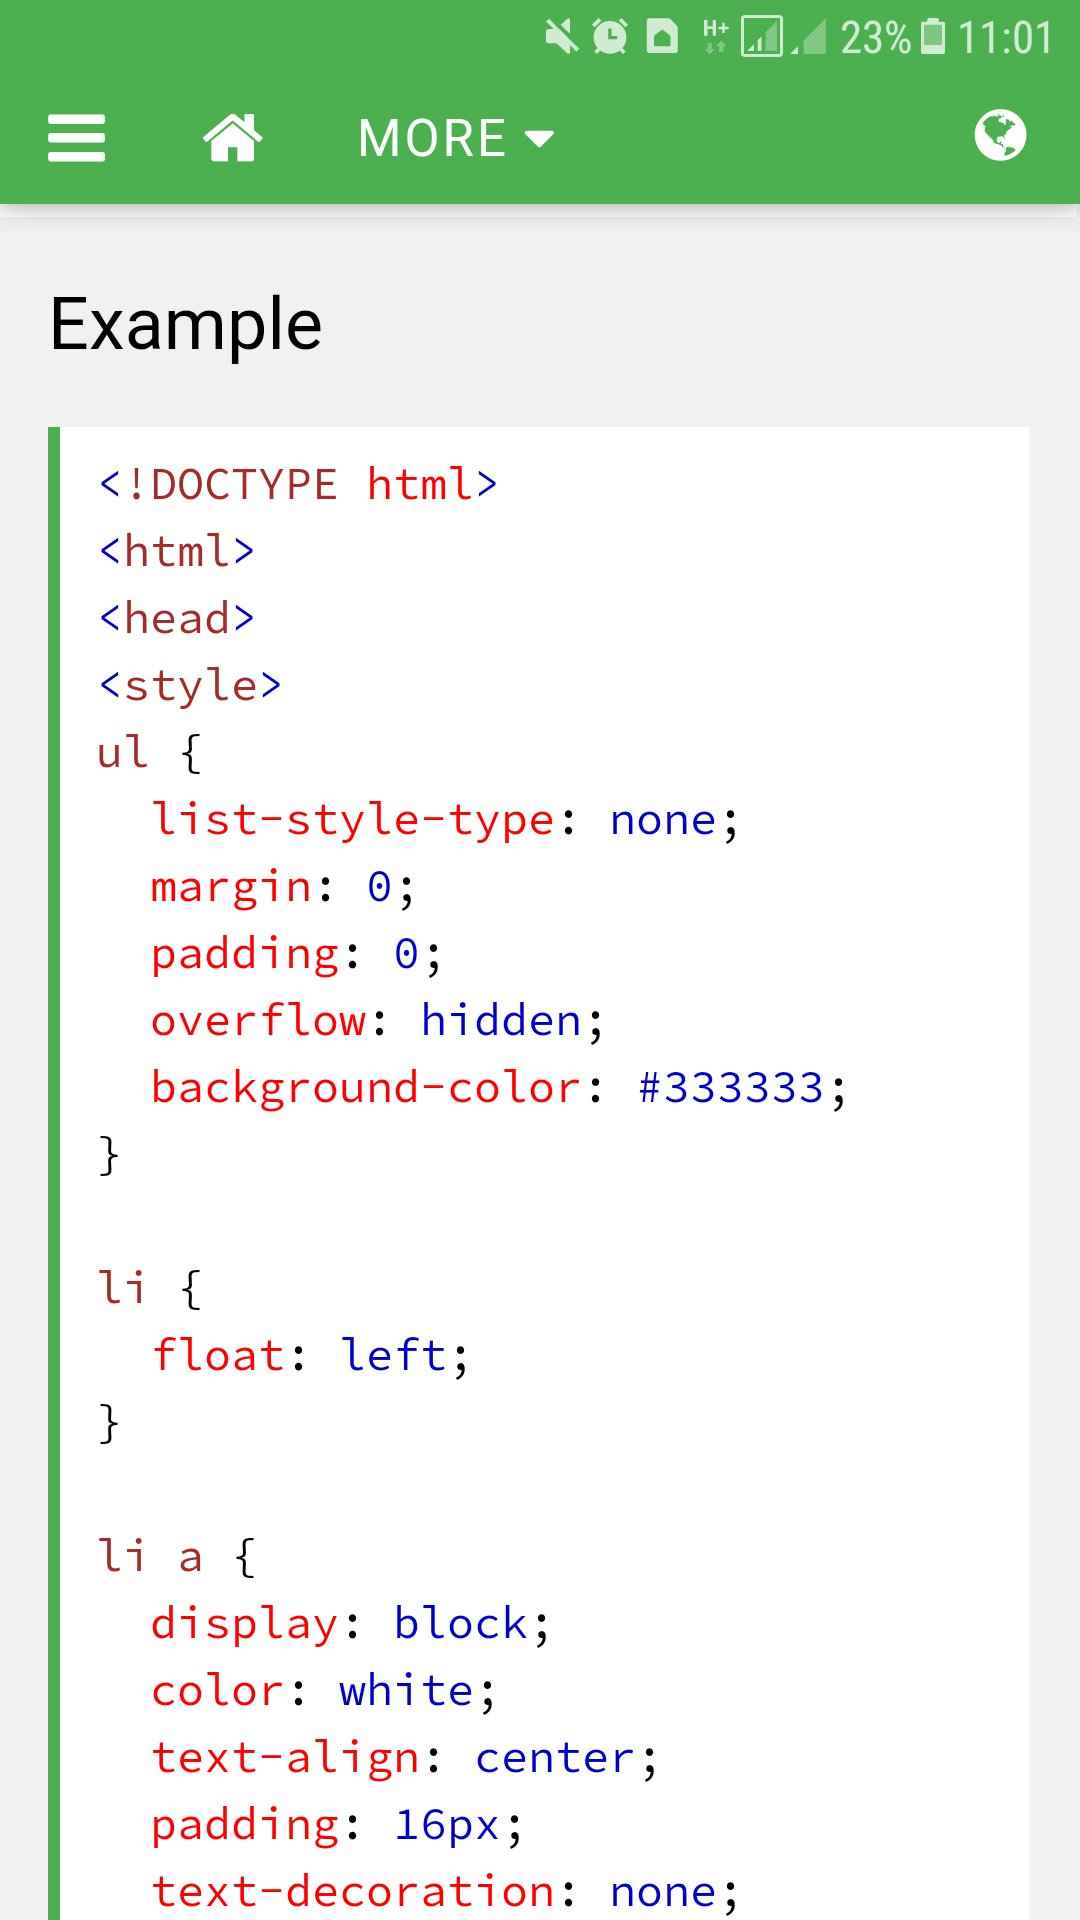 H+ 23% 11:01
MORE
Example
<!DOCTYPE html>
<html>
<head>
<style>
ul {
  list-style-type: none;
  margin: 0;
  padding: 0;
  overflow: hidden;
  background-color: #333333;
}

li {
  float: left;
}

li a {
  display: block;
  color: white;
  text-align: center;
  padding: 16px;
  text-decoration: none;